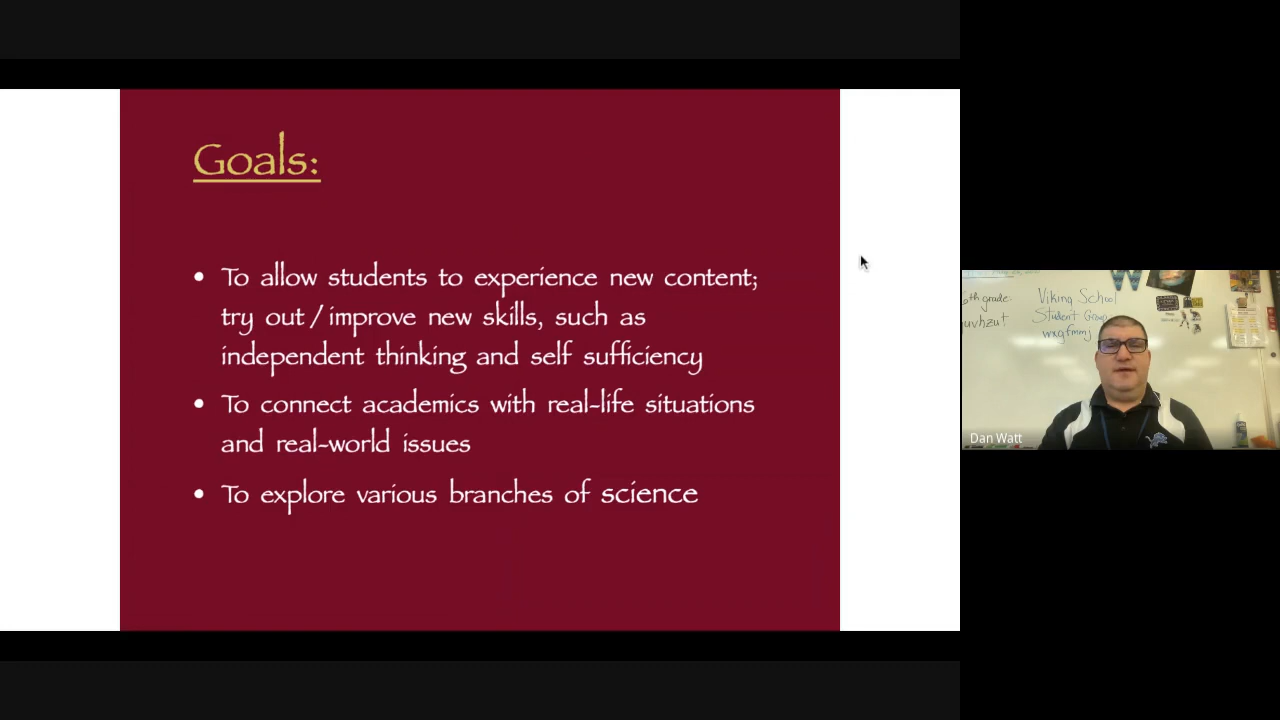 Goals:
• To allow students to experience new content;
try out / improve new skills, such as
independent thinking and self sufficiency
• To connect academics with real-life situations
and real-world issues
• To explore various branches of science
th grade:
Viking School
Student Group
Dan Watt